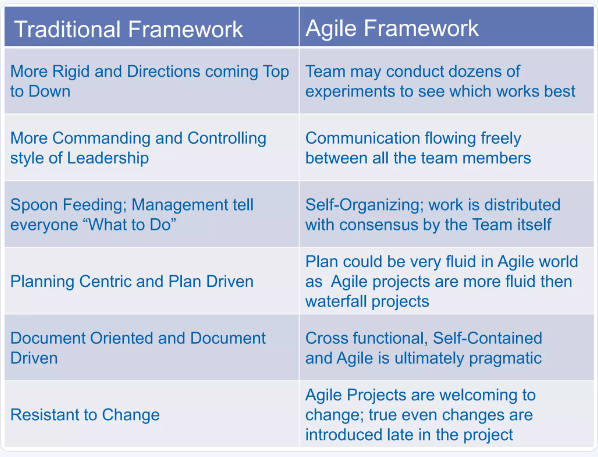 Traditional Framework
Agile Framework
More Rigid and Directions coming Top
to Down
Team may conduct dozens of
experiments to see which works best
More Commanding and Controlling
style of Leadership
Communication flowing freely
between all the team members
Spoon Feeding; Management tell
everyone “What to Do”
Self-Organizing; work is distributed
with consensus by the Team itself
Planning Centric and Plan Driven
Plan could be very fluid in Agile world
as  Agile projects are more fluid then
waterfall projects
Document Oriented and Document
Driven
Cross functional, Self-Contained
and Agile is ultimately pragmatic
Resistant to Change
Agile Projects are welcoming to
change; true even changes are
introduced late in the project